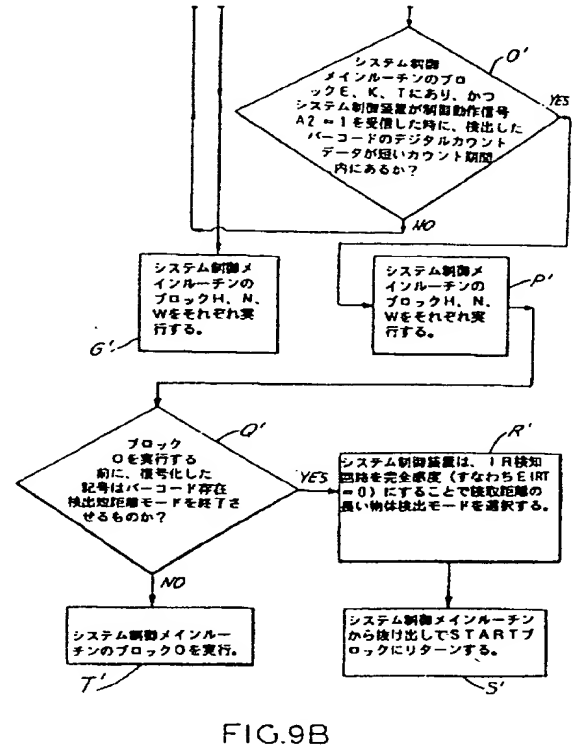 システム制御
メインルーチンのブロ
ックE、K、Tにあり、かつ
システム制御装置が制御動作信号
A2=1を受信した時に、検出した
バーコードのデジタルカウント
データが短いカウント期間
内にあるか?
O'
YES
NO
システム制御メ
インルーチンの
ブロックH、N、
Wをそれぞれ実
行する。
G'
システム制御メ
インルーチンの
ブロックH、N、
Wをそれぞれ実
行する。
P'
ブロック
Oを実行する
前に、復号化した
記号はバーコード存在
検出短距離モードを終了さ
せるものか?
Q'
YES
NO
システム制御装置は、IR検知
回路を完全感度(すなわちEIRT
=0)にすることで読取距離の
長い物体検出モードを選択する。
R'
システム制御メインルー
チンのブロックOを実行。
T'
システム制御メインルーチン
から抜け出してSTARTブ
ロックにリターンする。
S'
FIG.9B